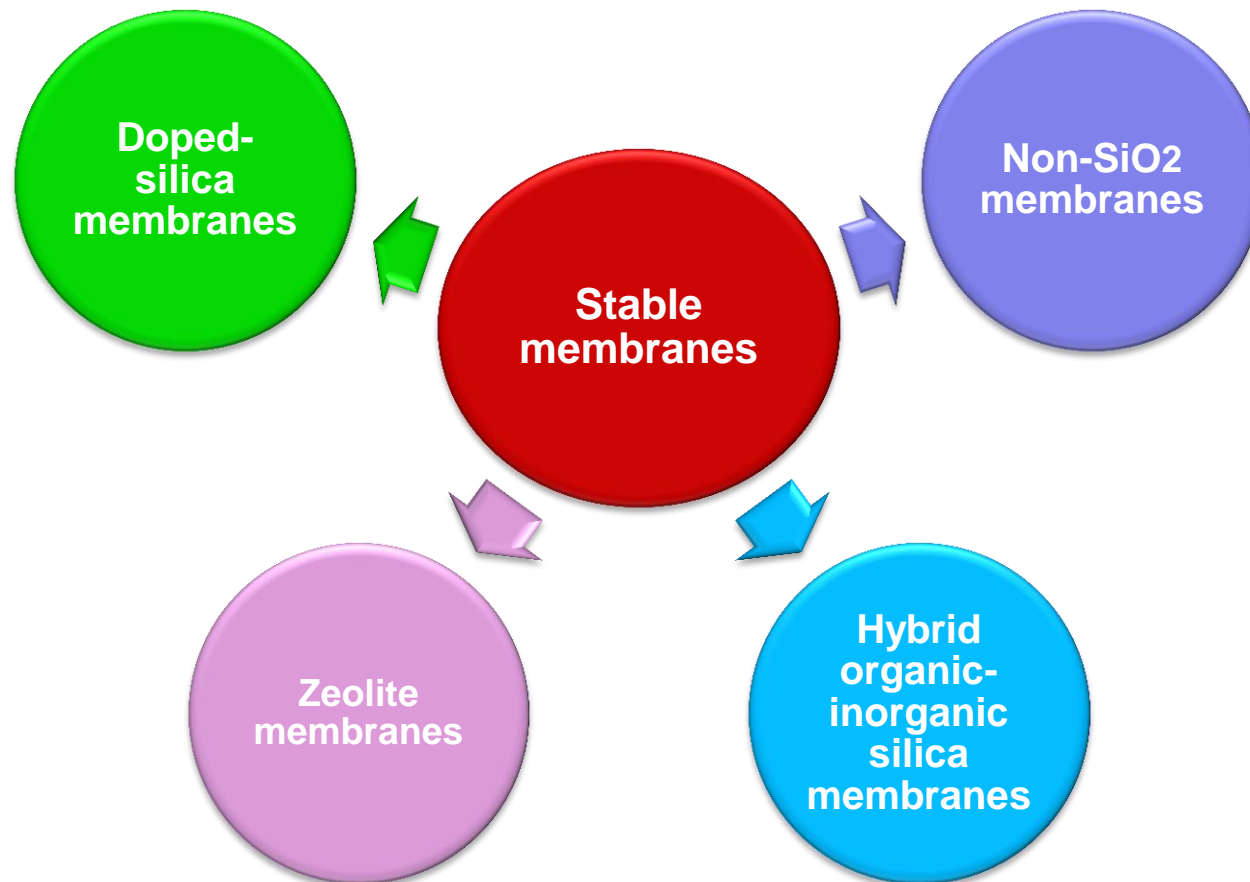 Doped-
silica
membranes
Non-SiO2
membranes
Stable
membranes
Zeolite
membranes
Hybrid
organic-
inorganic
silica
membranes